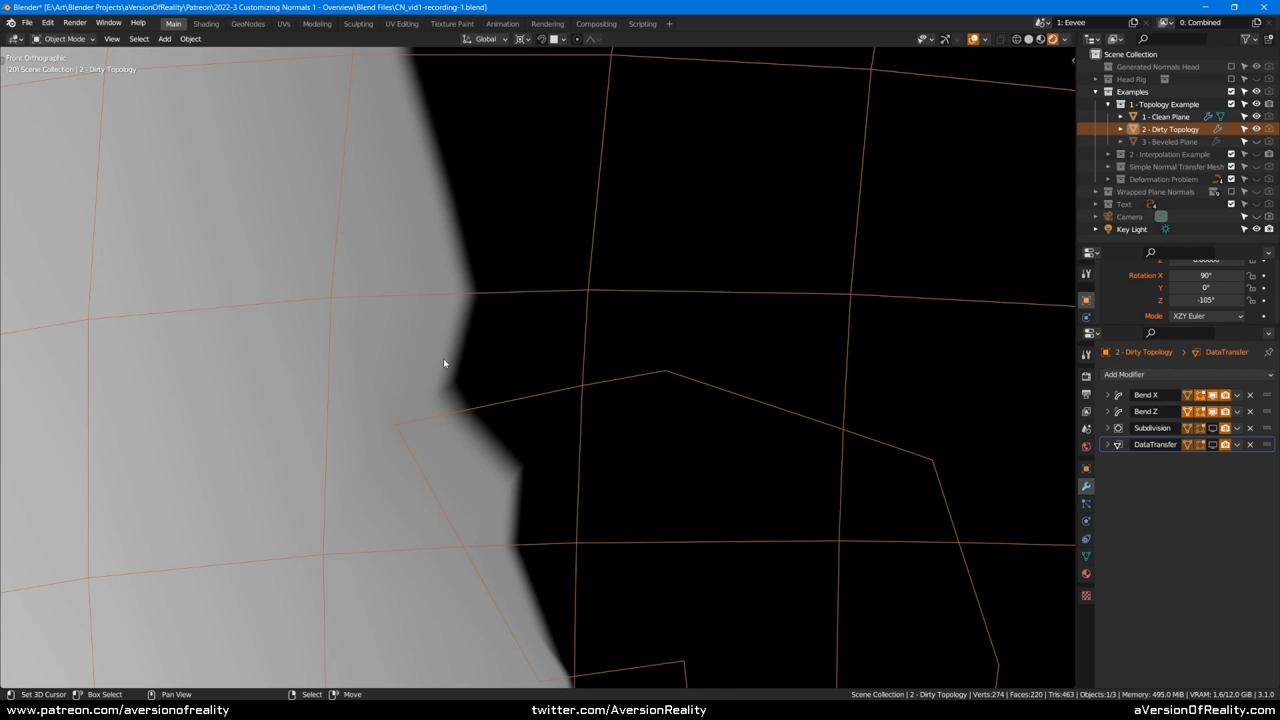 Blender* [E:\Art\Blender Projects\aVersionOfReality\Patreon\2022-3 Customizing Normals 1 - Overview\Blend Files\CN_vid1-recording-1.blend]
File Edit Render Window Help Main Shading GeoNodes UVs Modeling Sculpting UV Editing Texture Paint Animation Rendering Compositing Scripting 1: Eevee 0: Combined
Object Mode View Select Add Object Global
Front Orthographic
(20) Scene Collection | 2 - Dirty Topology
Scene Collection
Generated Normals Head
Head Rig
Examples
1 - Topology Example
1 - Clean Plane
2 - Dirty Topology
3 - Beveled Plane
2 - Interpolation Example
Simple Normal Transfer Mesh
Deformation Problem
Wrapped Plane Normals
Text
Camera
Key Light
Rotation X 90°
Y 0°
Z -105°
Mode XZY Euler
2 - Dirty Topology DataTransfer
Add Modifier
Bend X
Bend Z
Subdivision
DataTransfer
Set 3D Cursor Box Select Pan View Select Move Scene Collection | 2 - Dirty Topology | Verts:274 | Faces:220 | Tris:463 | Objects:1/3 | Memory: 495.0 MiB | VRAM: 1.6/12.0 GiB | 3.1.0
www.patreon.com/aversionofreality twitter.com/AversionReality aVersionOfReality.com